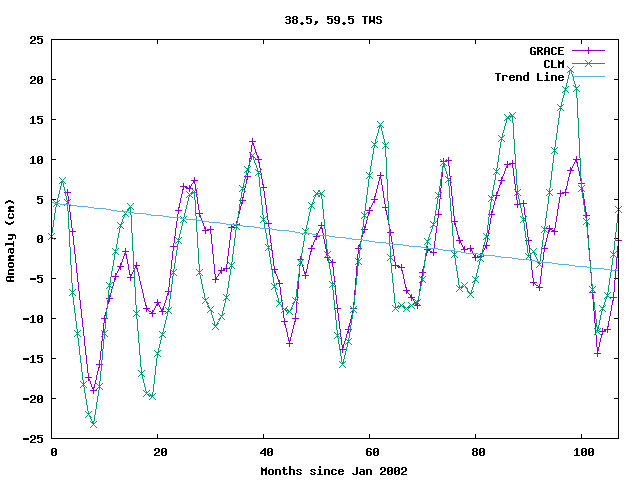 38.5, 59.5 TWS
GRACE
CLM
Trend Line
25
20
15
10
5
0
-5
-10
-15
-20
-25
Anomaly (cm)
0 20 40 60 80 100
Months since Jan 2002